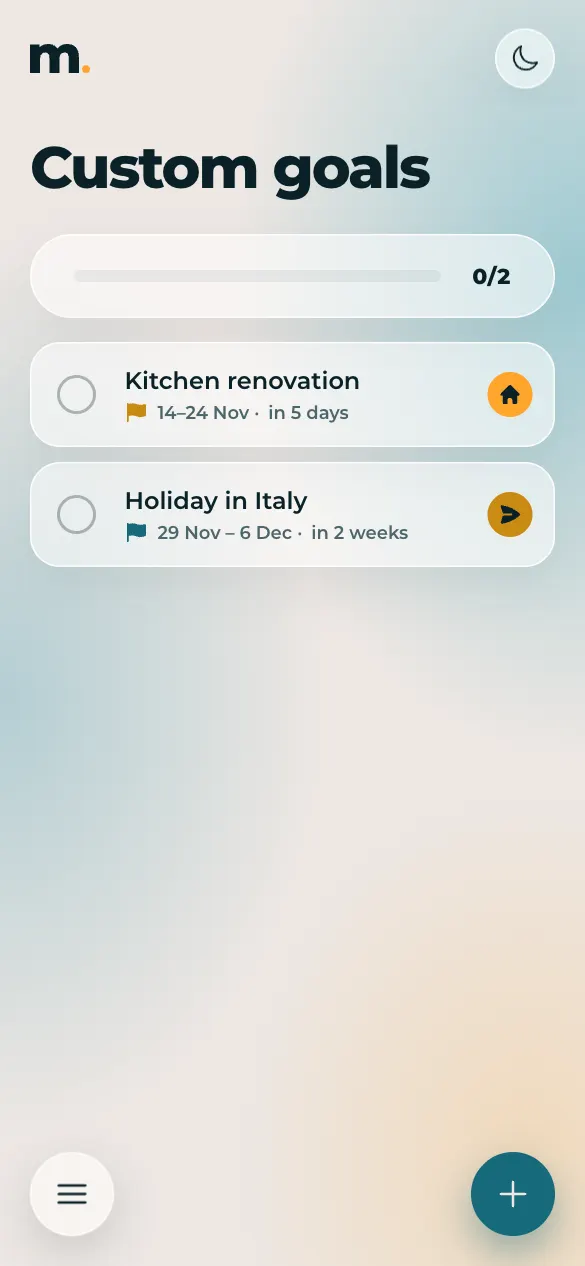 m.
Custom goals
0/2
Kitchen renovation
14–24 Nov · in 5 days
Holiday in Italy
29 Nov – 6 Dec · in 2 weeks